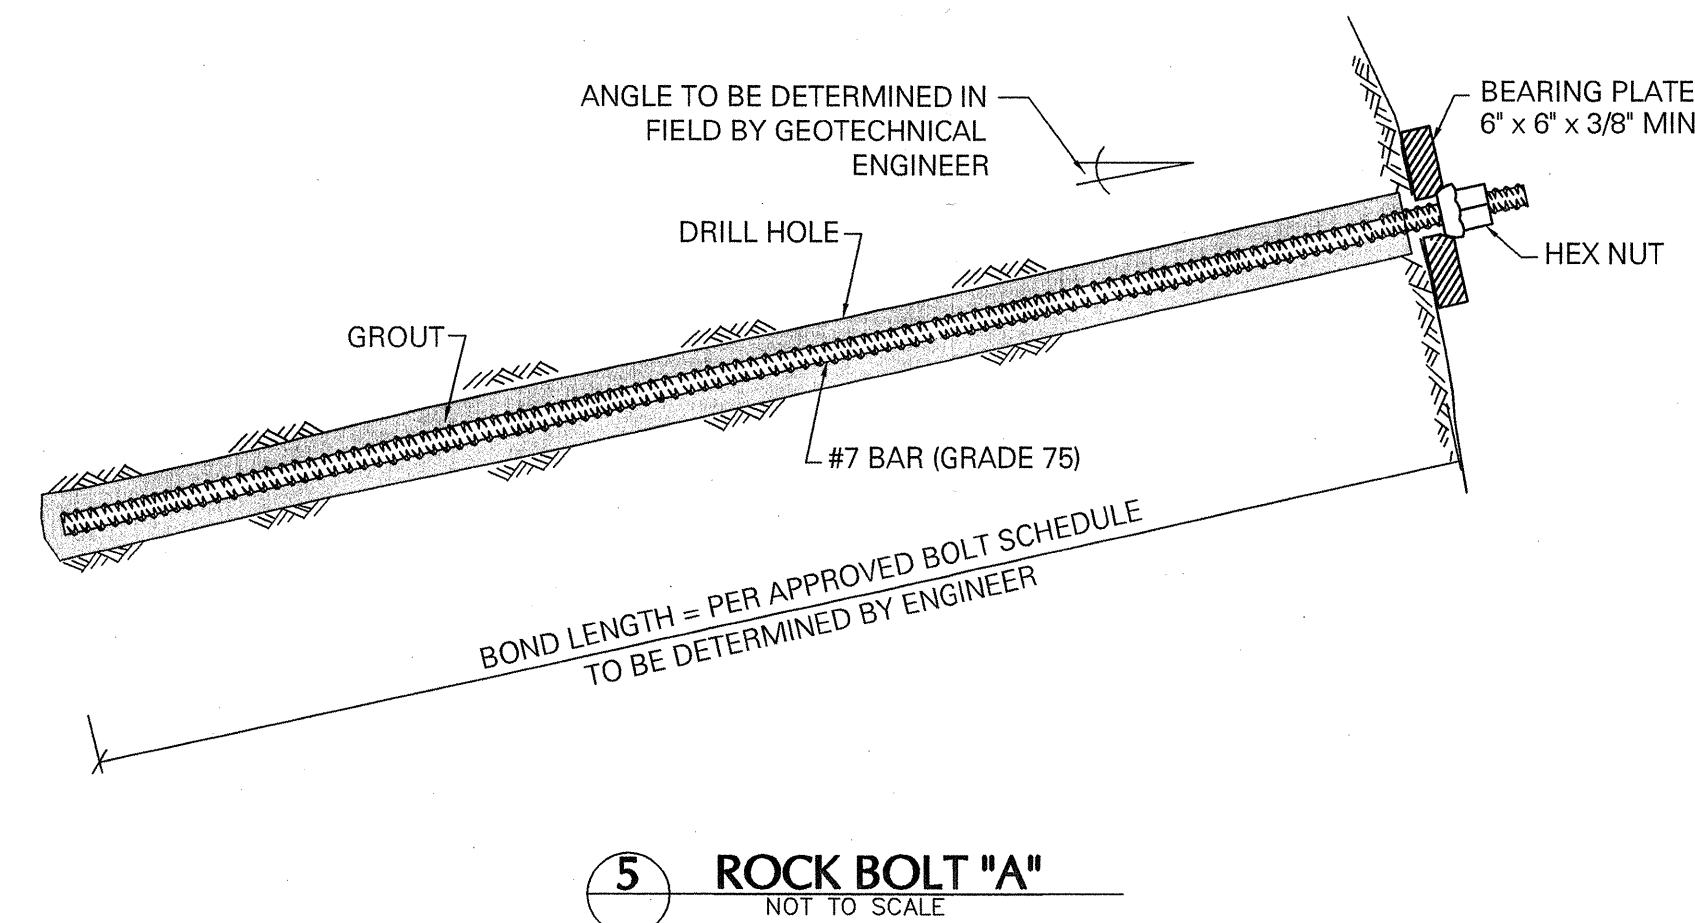 ANGLE TO BE DETERMINED IN
FIELD BY GEOTECHNICAL
ENGINEER
BEARING PLATE
6" x 6" x 3/8" MIN
DRILL HOLE
HEX NUT
GROUT
#7 BAR (GRADE 75)
BOND LENGTH = PER APPROVED BOLT SCHEDULE
TO BE DETERMINED BY ENGINEER
5
ROCK BOLT "A"
NOT TO SCALE